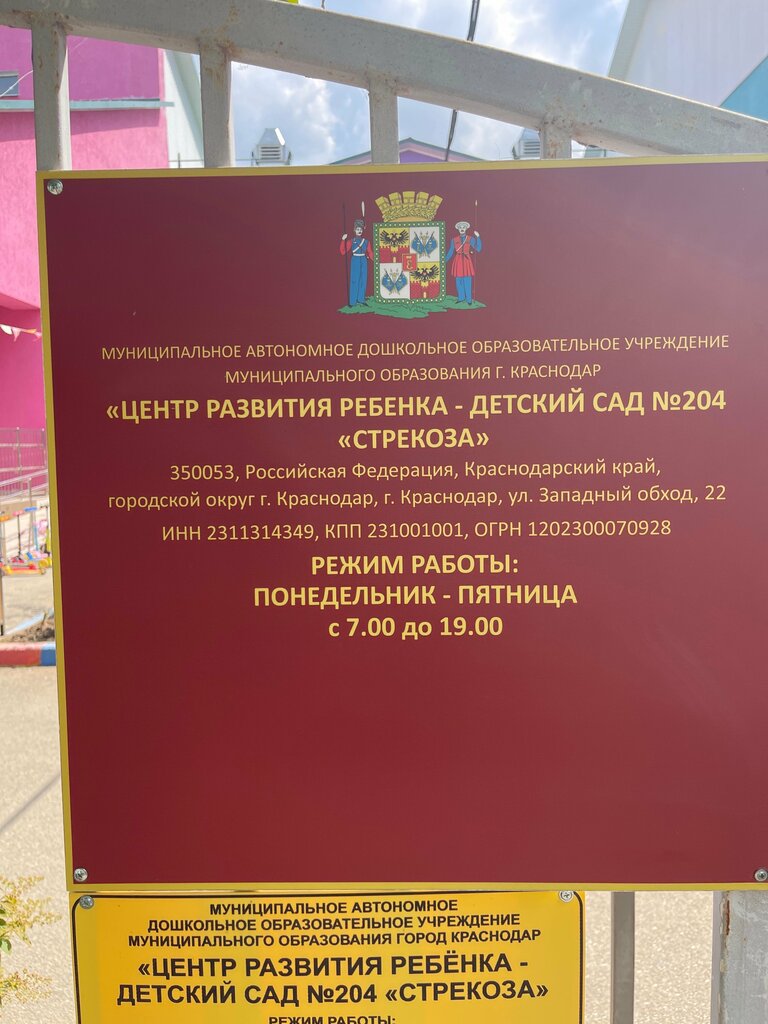 МУНИЦИПАЛЬНОЕ АВТОНОМНОЕ ДОШКОЛЬНОЕ ОБРАЗОВАТЕЛЬНОЕ УЧРЕЖДЕНИЕ
МУНИЦИПАЛЬНОГО ОБРАЗОВАНИЯ Г. КРАСНОДАР
«ЦЕНТР РАЗВИТИЯ РЕБЕНКА - ДЕТСКИЙ САД №204
«СТРЕКОЗА»
350053, Российская Федерация, Краснодарский край,
городской округ г. Краснодар, г. Краснодар, ул. Западный обход, 22
ИНН 2311314349, КПП 231001001, ОГРН 1202300070928
РЕЖИМ РАБОТЫ:
ПОНЕДЕЛЬНИК - ПЯТНИЦА
с 7.00 до 19.00
МУНИЦИПАЛЬНОЕ АВТОНОМНОЕ
ДОШКОЛЬНОЕ ОБРАЗОВАТЕЛЬНОЕ УЧРЕЖДЕНИЕ
МУНИЦИПАЛЬНОГО ОБРАЗОВАНИЯ ГОРОД КРАСНОДАР
«ЦЕНТР РАЗВИТИЯ РЕБЁНКА -
ДЕТСКИЙ САД №204 «СТРЕКОЗА»
РЕЖИМ РАБОТЫ: